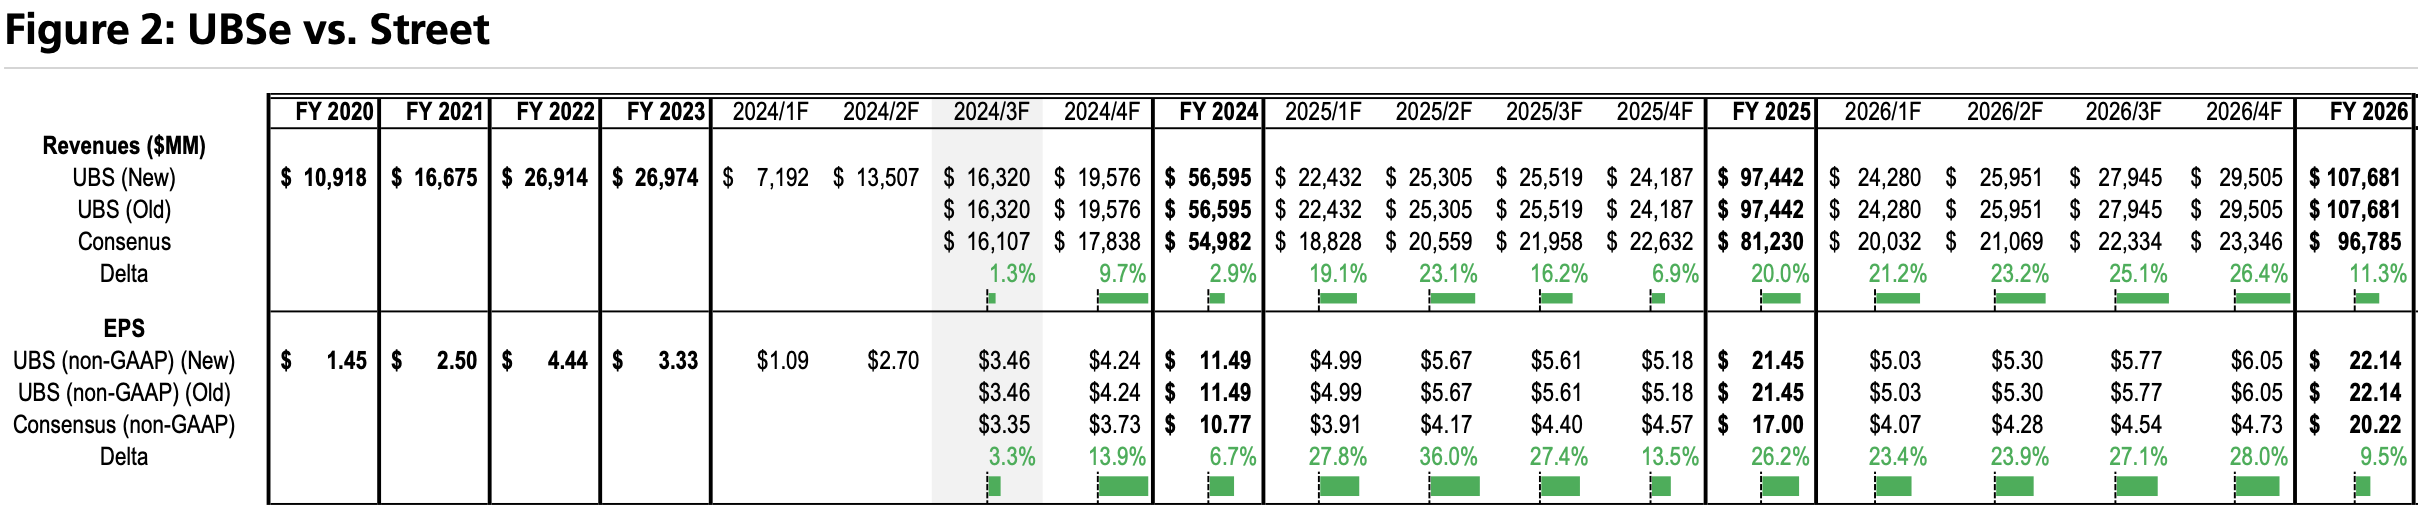 Figure 2: UBSe vs. Street
FY 2020 FY 2021 FY 2022 FY 2023 2024/1F 2024/2F 2024/3F 2024/4F FY 2024 2025/1F 2025/2F 2025/3F 2025/4F FY 2025 2026/1F 2026/2F 2026/3F 2026/4F FY 2026
Revenues ($MM)
UBS (New) $ 10,918 $ 16,675 $ 26,914 $ 26,974 $ 7,192 $ 13,507 $ 16,320 $ 19,576 $ 56,595 $ 22,432 $ 25,305 $ 25,519 $ 24,187 $ 97,442 $ 24,280 $ 25,951 $ 27,945 $ 29,505 $ 107,681
UBS (Old) $ 16,320 $ 19,576 $ 56,595 $ 22,432 $ 25,305 $ 25,519 $ 24,187 $ 97,442 $ 24,280 $ 25,951 $ 27,945 $ 29,505 $ 107,681
Consenus $ 16,107 $ 17,838 $ 54,982 $ 18,828 $ 20,559 $ 21,958 $ 22,632 $ 81,230 $ 20,032 $ 21,069 $ 22,334 $ 23,346 $ 96,785
Delta 1.3% 9.7% 2.9% 19.1% 23.1% 16.2% 6.9% 20.0% 21.2% 23.2% 25.1% 26.4% 11.3%
EPS
UBS (non-GAAP) (New) $ 1.45 $ 2.50 $ 4.44 $ 3.33 $1.09 $2.70 $3.46 $4.24 $ 11.49 $4.99 $5.67 $5.61 $5.18 $ 21.45 $5.03 $5.30 $5.77 $6.05 $ 22.14
UBS (non-GAAP) (Old) $3.46 $4.24 $ 11.49 $4.99 $5.67 $5.61 $5.18 $ 21.45 $5.03 $5.30 $5.77 $6.05 $ 22.14
Consensus (non-GAAP) $3.35 $3.73 $ 10.77 $3.91 $4.17 $4.40 $4.57 $ 17.00 $4.07 $4.28 $4.54 $4.73 $ 20.22
Delta 3.3% 13.9% 6.7% 27.8% 36.0% 27.4% 13.5% 26.2% 23.4% 23.9% 27.1% 28.0% 9.5%